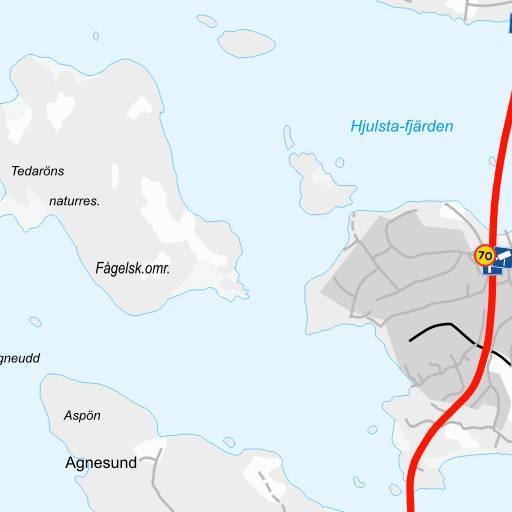 Hjulsta-fjärden
Tedaröns
naturres.
70
Fågelsk.omr.
gneudd
Aspön
Agnesund